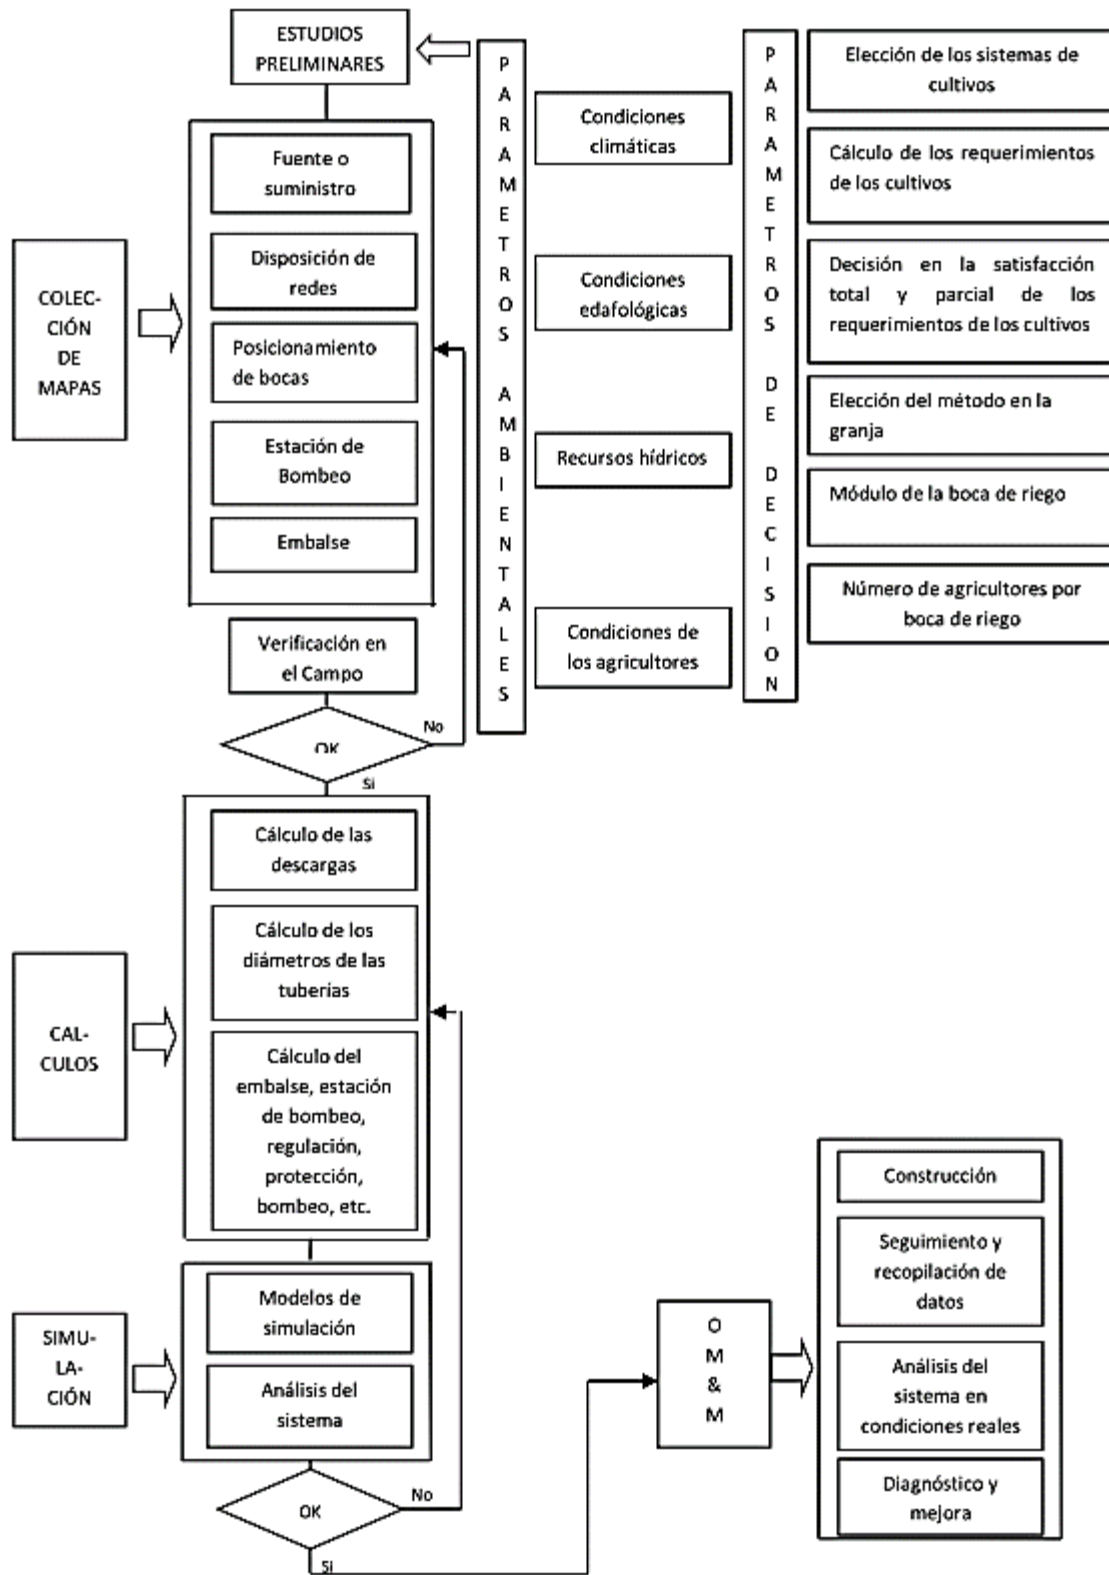 ESTUDIOS
PRELIMINARES
Fuente o
suministro
Disposición de
redes
Posicionamiento
de bocas
Estación de
Bombeo
Embalse
COLEC-
CIÓN
DE
MAPAS
Verificación en
el Campo
OK
No
Si
P
A
R
A
M
E
T
R
O
S
A
M
B
I
E
N
T
A
L
E
S
Condiciones
climáticas
Condiciones
edafológicas
Recursos hídricos
Condiciones de
los agricultores
P
A
R
A
M
E
T
R
O
S
D
E
D
E
C
I
S
I
O
N
Elección de los sistemas de
cultivos
Cálculo de los requerimientos
de los cultivos
Decisión en la satisfacción
total y parcial de los
requerimientos de los cultivos
Elección del método en la
granja
Módulo de la boca de riego
Número de agricultores por
boca de riego
CAL-
CULOS
Cálculo de las
descargas
Cálculo de los
diámetros de las
tuberías
Cálculo del
embalse, estación
de bombeo,
regulación,
protección,
bombeo, etc.
SIMU-
LA-
CIÓN
Modelos de
simulación
Análisis del
sistema
OK
No
Si
O
M
&
M
Construcción
Seguimiento y
recopilación de
datos
Análisis del
sistema en
condiciones reales
Diagnóstico y
mejora